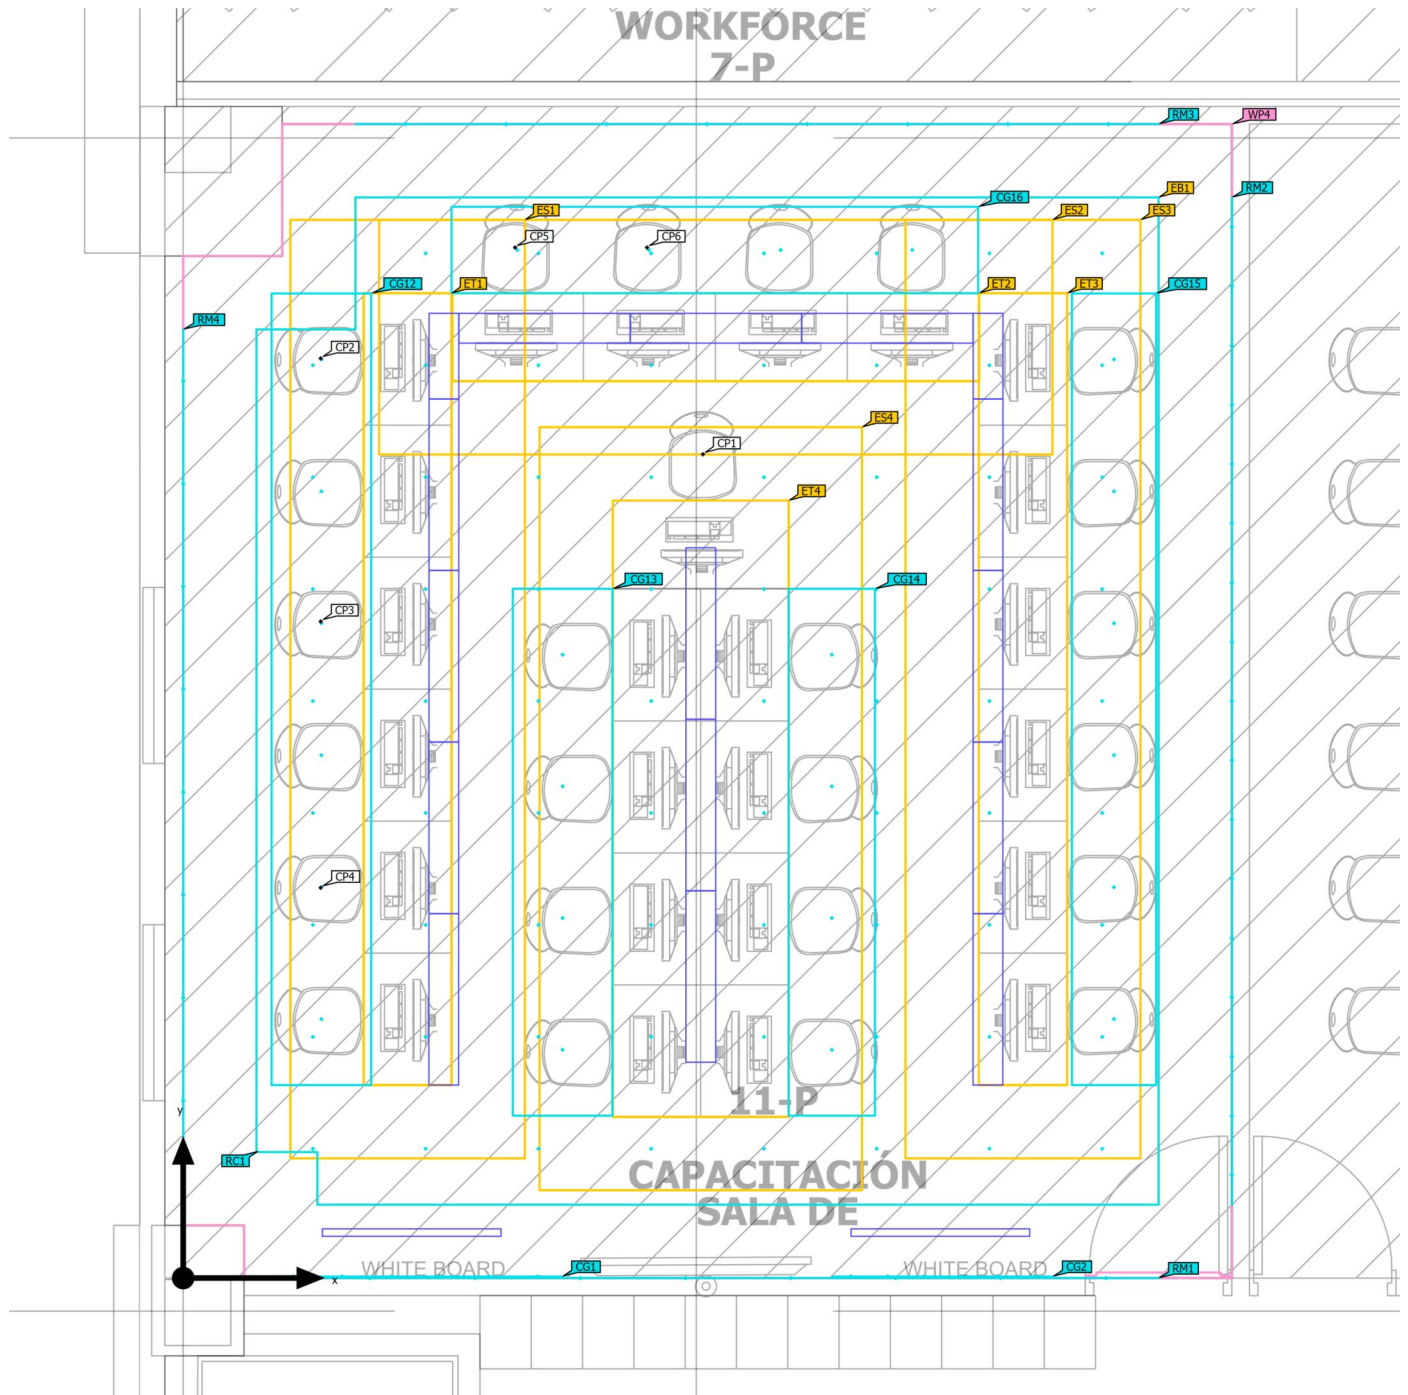 WORKFORCE
7-P
RM3
WP4
CG16
EB1
RM2
ES1
ES2
ES3
CP5
CP6
CG12
ET1
ET2
ET3
CG15
RM4
CP2
ES4
CP1
ET4
CG13
CG14
CP3
CP4
11-P
y
RC1
CAPACITACIÓN
SALA DE
WHITE BOARD
CG1
WHITE BOARD
CG2
RM1
x